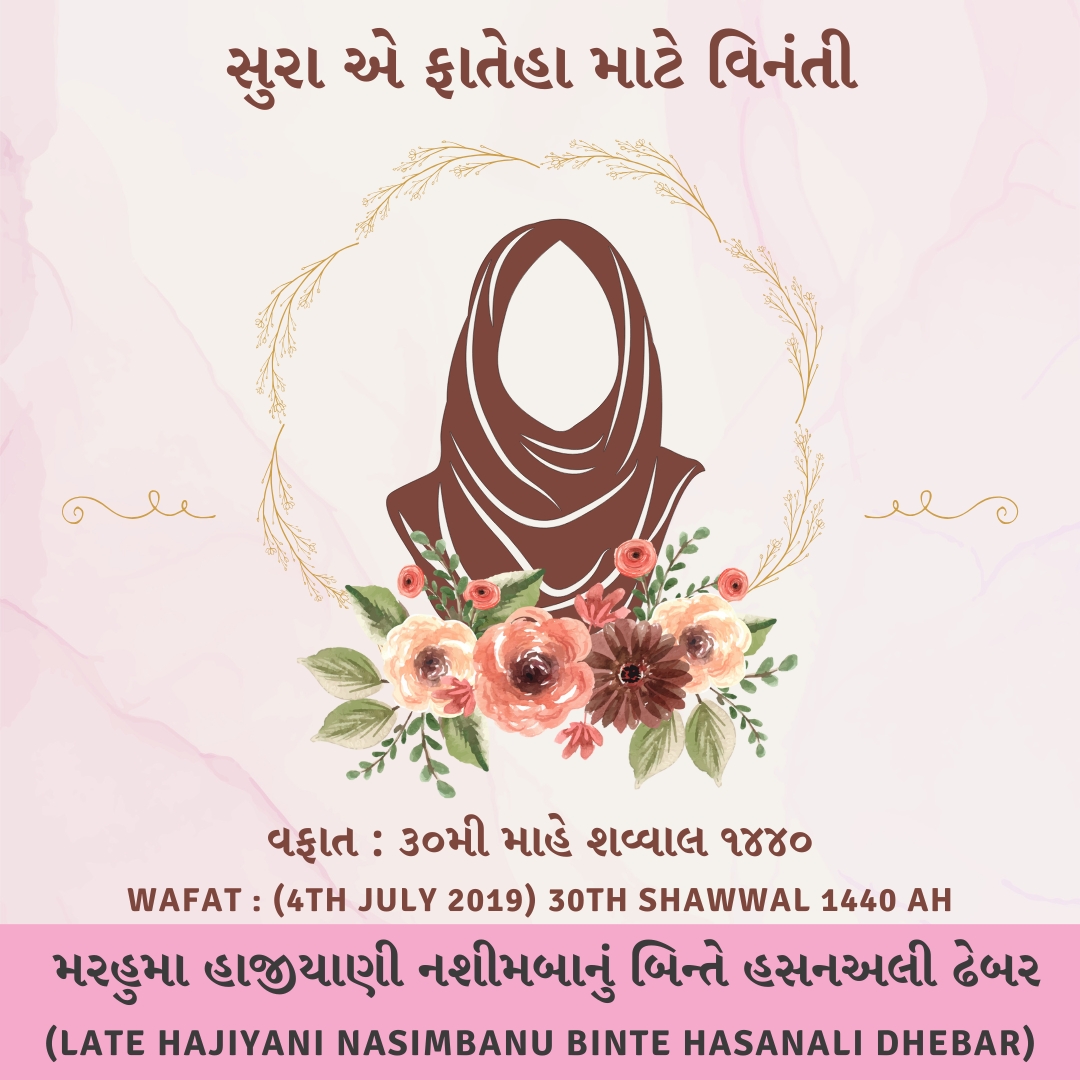 સુરા એ ફાતેહા માટે વિનંતી
વફાત : ૩૦મી માહે શવ્વાલ ૧૪૪૦
WAFAT : (4TH JULY 2019) 30TH SHAWWAL 1440 AH
મરહુમા હાજીયાણી નશીમબાનું બિન્તે હસનઅલી ઢેબર
(LATE HAJIYANI NASIMBANU BINTE HASANALI DHEBAR)